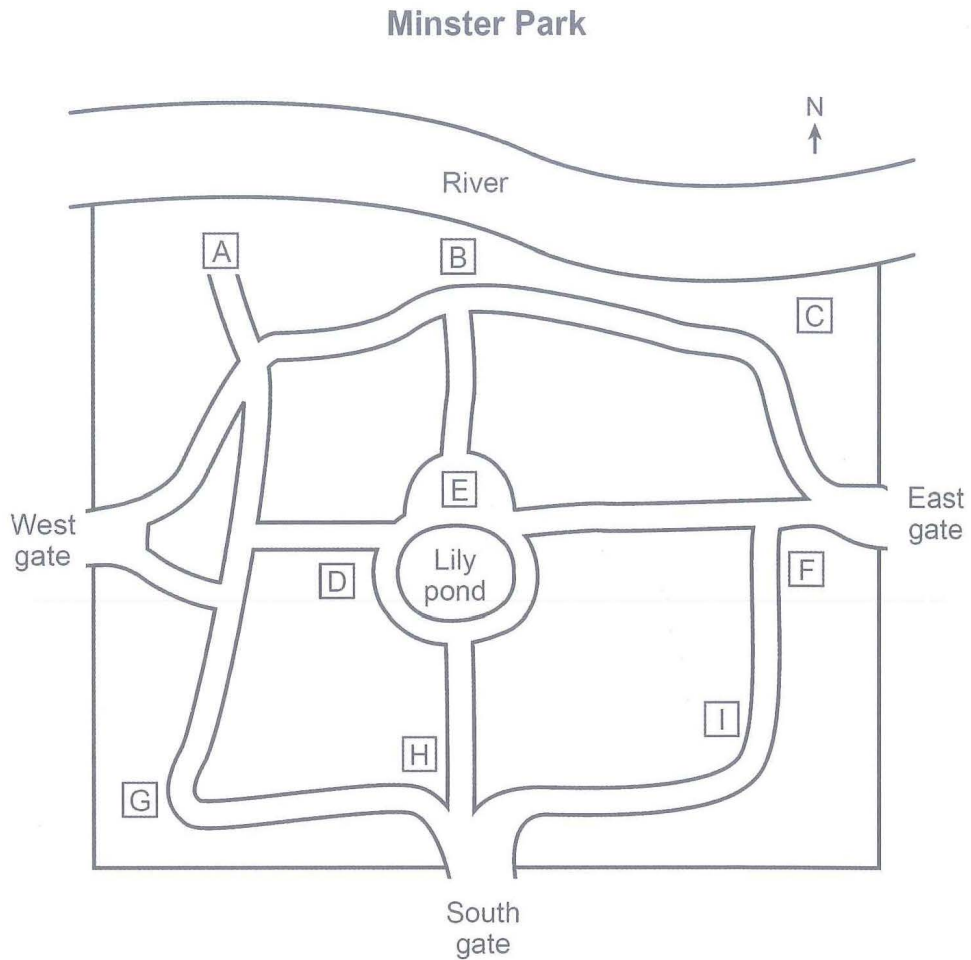 Minster Park
N
River
A
B
C
E
West
gate
East
gate
D
Lily
pond
F
I
H
G
South
gate